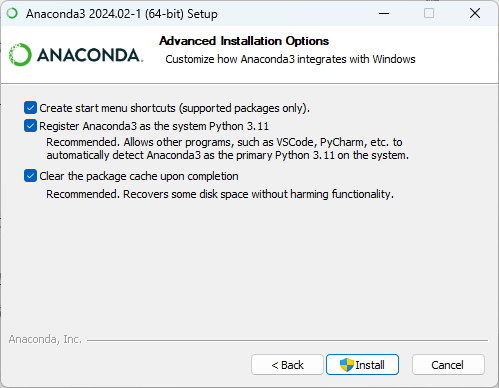 Anaconda3 2024.02-1 (64-bit) Setup
ANACONDA.
Advanced Installation Options
Customize how Anaconda3 integrates with Windows
Create start menu shortcuts (supported packages only).
Register Anaconda3 as the system Python 3.11
Recommended. Allows other programs, such as VSCode, PyCharm, etc. to
automatically detect Anaconda3 as the primary Python 3.11 on the system.
Clear the package cache upon completion
Recommended. Recovers some disk space without harming functionality.
Anaconda, Inc.
< Back
Install
Cancel